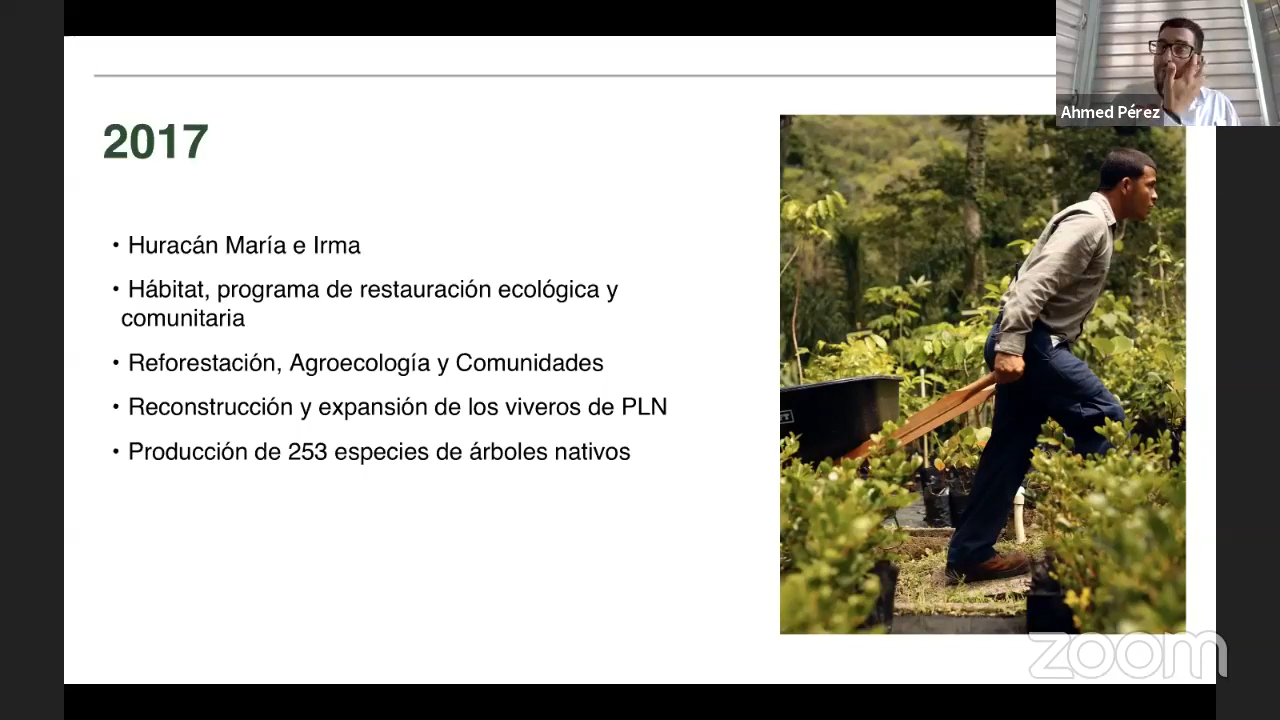 Ahmed Pérez
2017
• Huracán María e Irma
• Hábitat, programa de restauración ecológica y
comunitaria
• Reforestación, Agroecología y Comunidades
• Reconstrucción y expansión de los viveros de PLN
• Producción de 253 especies de árboles nativos
zoom